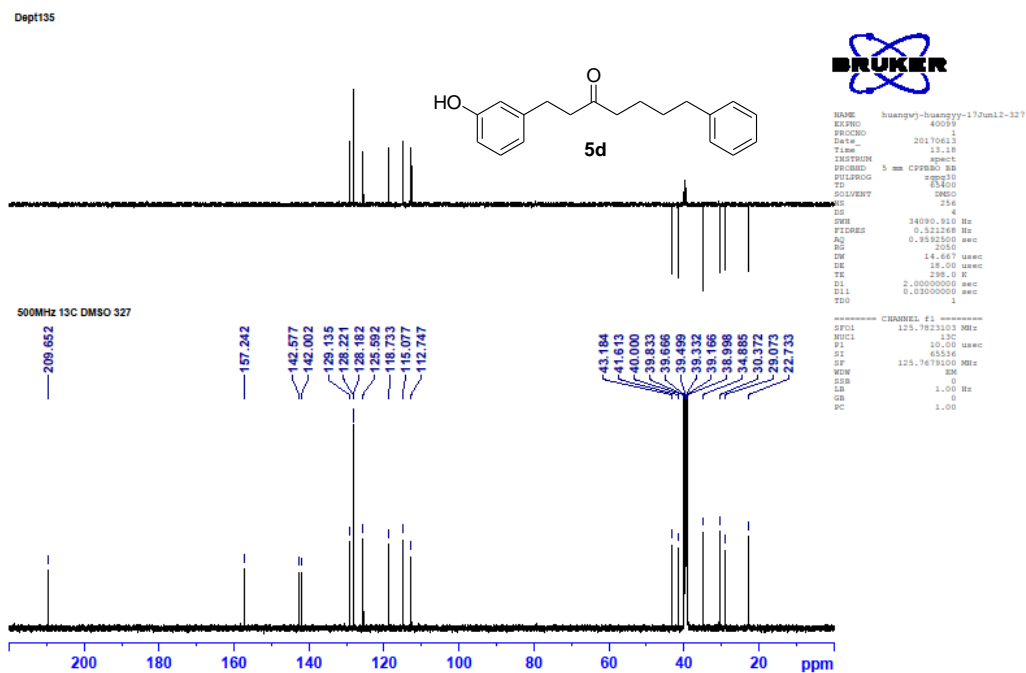 Dept135
HO
O
5d
BRUKER
NAME huangwj-huangyy-17Jun12-327
EXPNO 40099
PROCNO 1
Date_ 20170613
Time 13.18
INSTRUM spect
PROBHD 5 mm CPPBBO BB
PULPROG zgpg30
TD 65400
SOLVENT DMSO
NS 256
DS 4
SWH 34090.910 Hz
FIDRES 0.521268 Hz
AQ 0.9592500 sec
RG 2050
DW 14.667 usec
DE 18.00 usec
TE 298.0 K
D1 2.00000000 sec
D11 0.03000000 sec
TD0 1
======== CHANNEL f1 ========
SFO1 125.7823103 MHz
NUC1 13C
P1 10.00 usec
SI 65536
SF 125.7679100 MHz
WDW EM
SSB 0
LB 1.00 Hz
GB 0
PC 1.00
500MHz 13C DMSO 327
209.652
157.242
142.577
142.002
129.135
128.221
128.182
125.592
118.733
115.077
112.747
43.184
41.613
40.000
39.833
39.666
39.499
39.332
39.166
38.998
34.885
30.372
29.073
22.733
200 180 160 140 120 100 80 60 40 20 ppm